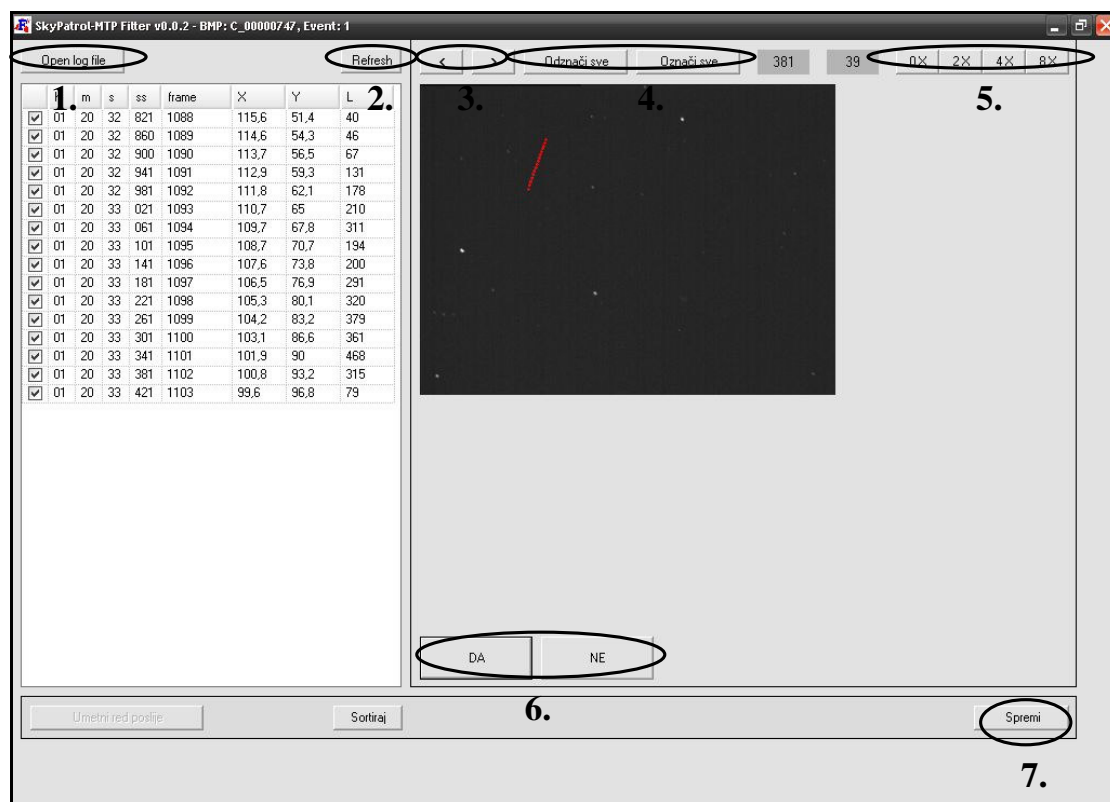 SkyPatrol-MTP Fitter v0.0.2 - BMP: C_00000747, Event: 1
Open log file Refresh < > Odznači sve Označi sve 381 39 0X 2X 4X 8X
1. 2. 3. 4. 5.
m s ss frame X Y L
01 20 32 821 1088 115,6 51,4 40
01 20 32 860 1089 114,6 54,3 46
01 20 32 900 1090 113,7 56,5 67
01 20 32 941 1091 112,9 59,3 131
01 20 32 981 1092 111,8 62,1 178
01 20 33 021 1093 110,7 65 210
01 20 33 061 1094 109,7 67,8 311
01 20 33 101 1095 108,7 70,7 194
01 20 33 141 1096 107,6 73,8 200
01 20 33 181 1097 106,5 76,9 291
01 20 33 221 1098 105,3 80,1 320
01 20 33 261 1099 104,2 83,2 379
01 20 33 301 1100 103,1 86,6 361
01 20 33 341 1101 101,9 90 468
01 20 33 381 1102 100,8 93,2 315
01 20 33 421 1103 99,6 96,8 79
DA NE
6.
Umetni red poslije Sortiraj Spremi
7.